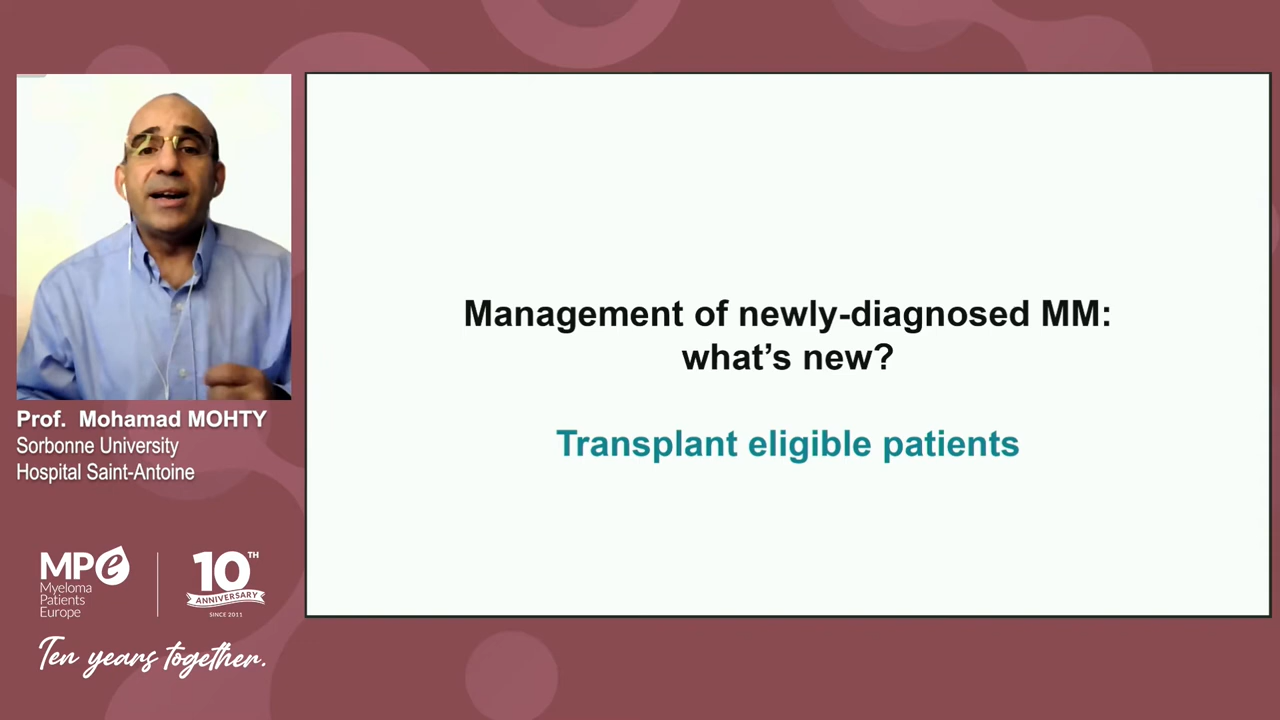 Management of newly-diagnosed MM:
what's new?
Transplant eligible patients
Prof. Mohamad MOHTY
Sorbonne University
Hospital Saint-Antoine
MPe
Myeloma
Patients
Europe
10TH
ANNIVERSARY
SINCE 2011
Ten years together.